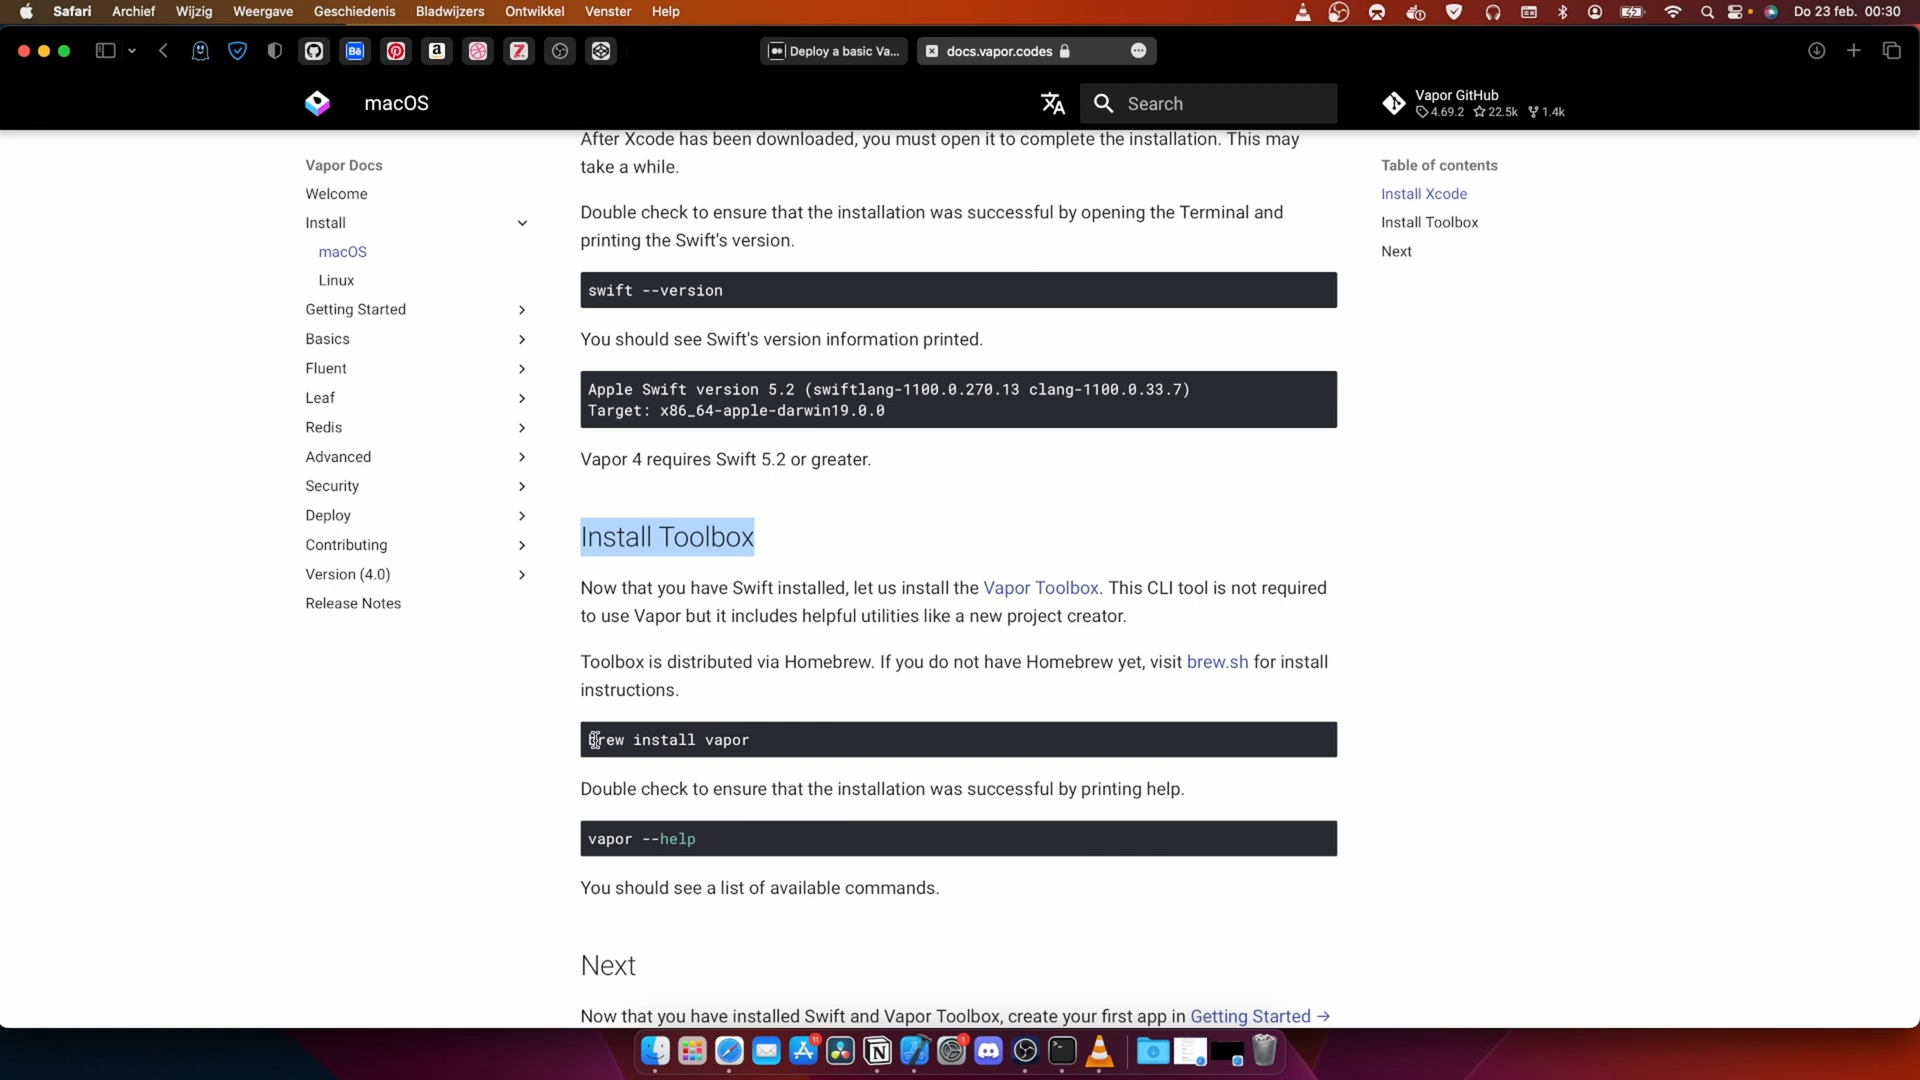 Safari Archief Wijzig Weergave Geschiedenis Bladwijzers Ontwikkel Venster Help Do 23 feb. 00:30
Deploy a basic Va... docs.vapor.codes
macOS
Search
Vapor GitHub
4.69.2 22.5k 1.4k
Vapor Docs
Welcome
Install
macOS
Linux
Getting Started
Basics
Fluent
Leaf
Redis
Advanced
Security
Deploy
Contributing
Version (4.0)
Release Notes
After Xcode has been downloaded, you must open it to complete the installation. This may
take a while.
Double check to ensure that the installation was successful by opening the Terminal and
printing the Swift's version.
swift --version
You should see Swift's version information printed.
Apple Swift version 5.2 (swiftlang-1100.0.270.13 clang-1100.0.33.7)
Target: x86_64-apple-darwin19.0.0
Vapor 4 requires Swift 5.2 or greater.
Install Toolbox
Now that you have Swift installed, let us install the Vapor Toolbox. This CLI tool is not required
to use Vapor but it includes helpful utilities like a new project creator.
Toolbox is distributed via Homebrew. If you do not have Homebrew yet, visit brew.sh for install
instructions.
brew install vapor
Double check to ensure that the installation was successful by printing help.
vapor --help
You should see a list of available commands.
Next
Now that you have installed Swift and Vapor Toolbox, create your first app in Getting Started →
Table of contents
Install Xcode
Install Toolbox
Next